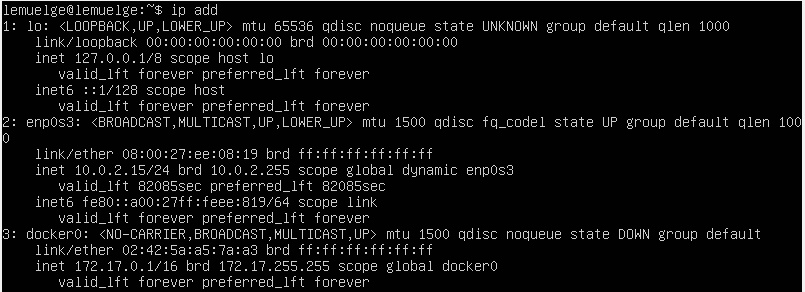 lemuelge@lemuelge:~$ ip add
1: lo: <LOOPBACK,UP,LOWER_UP> mtu 65536 qdisc noqueue state UNKNOWN group default qlen 1000
link/loopback 00:00:00:00:00:00 brd 00:00:00:00:00:00
inet 127.0.0.1/8 scope host lo
valid_lft forever preferred_lft forever
inet6 ::1/128 scope host
valid_lft forever preferred_lft forever
2: enp0s3: <BROADCAST,MULTICAST,UP,LOWER_UP> mtu 1500 qdisc fq_codel state UP group default qlen 100
0
link/ether 08:00:27:ee:08:19 brd ff:ff:ff:ff:ff:ff
inet 10.0.2.15/24 brd 10.0.2.255 scope global dynamic enp0s3
valid_lft 82085sec preferred_lft 82085sec
inet6 fe80::a00:27ff:feee:819/64 scope link
valid_lft forever preferred_lft forever
3: docker0: <NO-CARRIER,BROADCAST,MULTICAST,UP> mtu 1500 qdisc noqueue state DOWN group default
link/ether 02:42:5a:a5:7a:a3 brd ff:ff:ff:ff:ff:ff
inet 172.17.0.1/16 brd 172.17.255.255 scope global docker0
valid_lft forever preferred_lft forever